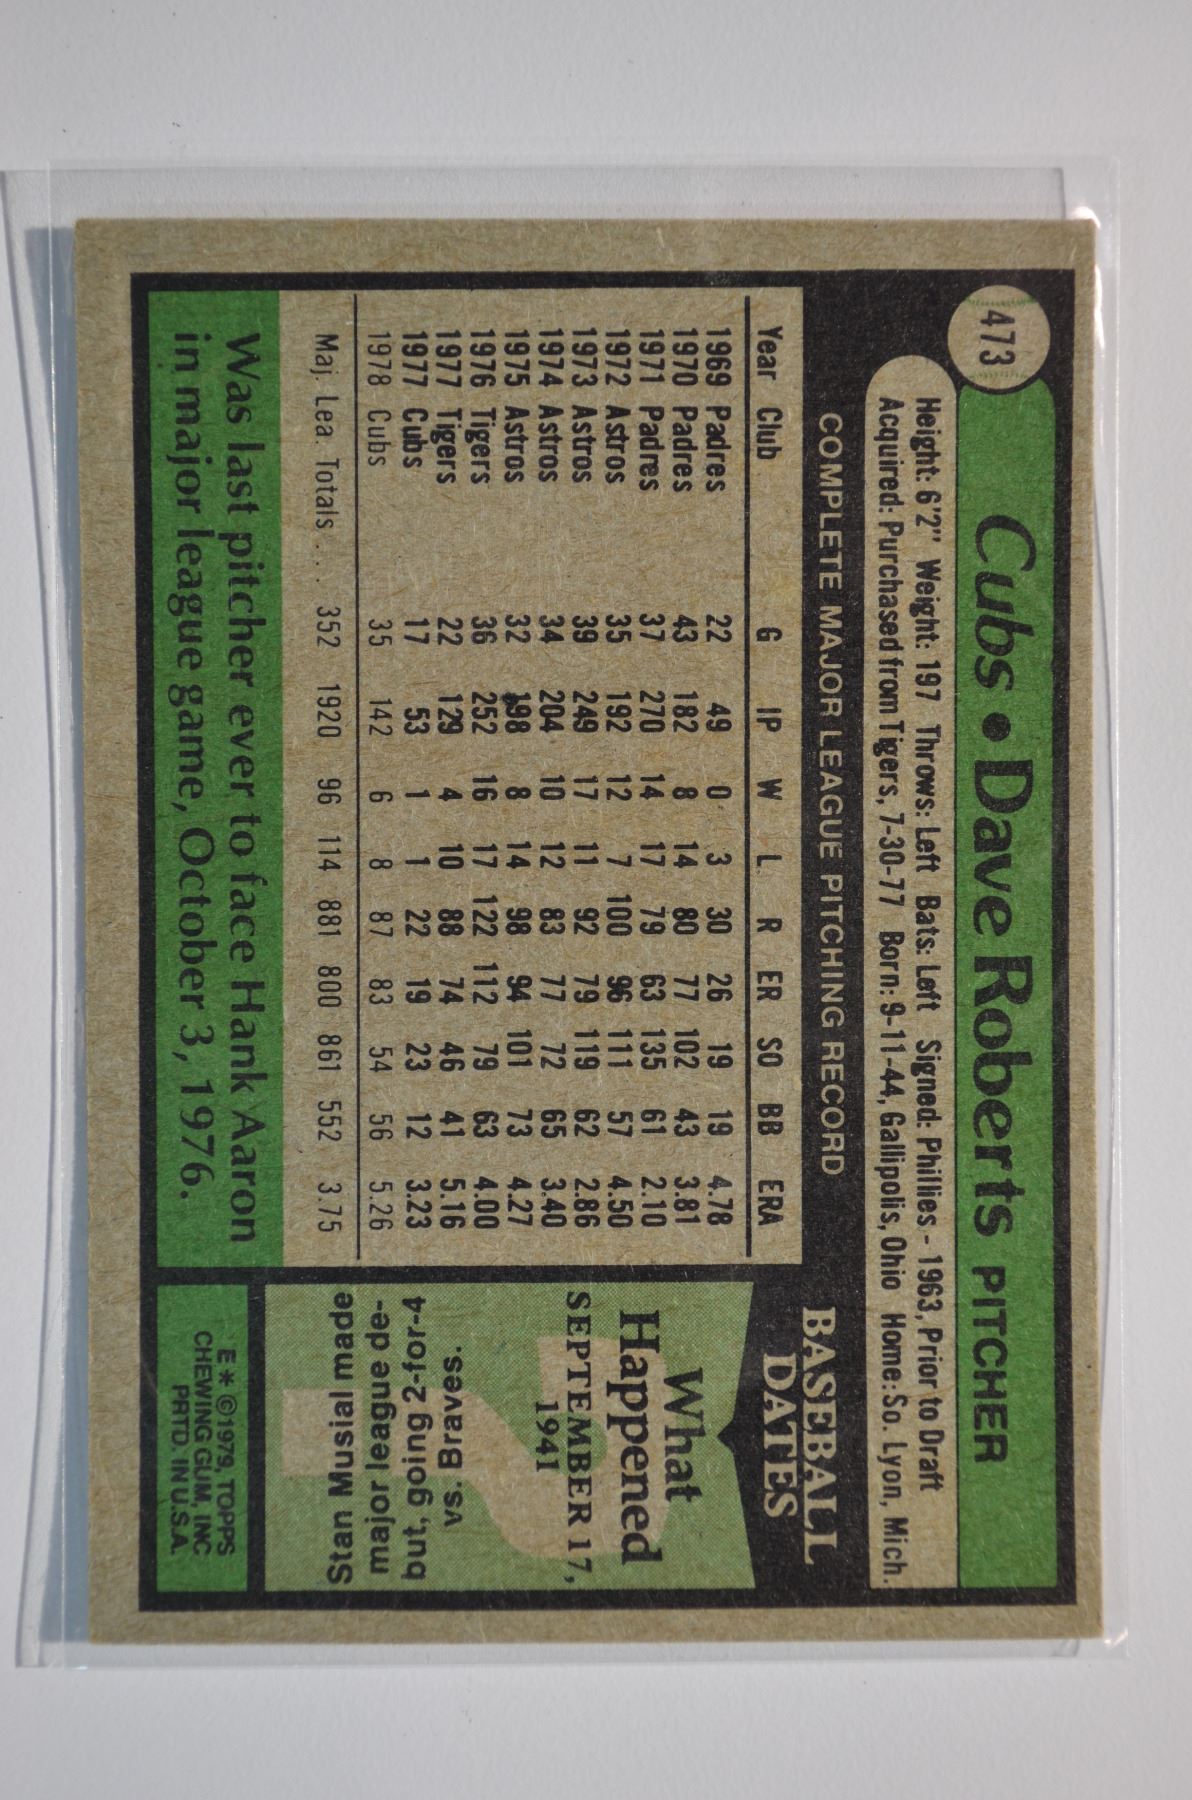 473
Cubs • Dave Roberts PITCHER
Height: 6'2" Weight: 197 Throws: Left Bats: Left Signed: Phillies - 1963, Prior to Draft
Acquired: Purchased from Tigers, 7-30-77 Born: 9-11-44, Gallipolis, Ohio Home: So. Lyon, Mich.
COMPLETE MAJOR LEAGUE PITCHING RECORD
Year Club G IP W L R ER SO BB ERA
1969 Padres 22 49 0 3 30 26 19 19 4.78
1970 Padres 43 182 8 14 80 77 102 43 3.81
1971 Padres 37 270 14 17 79 63 135 61 2.10
1972 Astros 35 192 12 7 100 96 111 57 4.50
1973 Astros 39 249 17 11 92 79 119 62 2.86
1974 Astros 34 204 10 12 83 77 72 65 3.40
1975 Astros 32 198 8 14 98 94 101 73 4.27
1976 Tigers 36 252 16 17 122 112 79 63 4.00
1977 Tigers 22 129 4 10 88 74 46 41 5.16
1977 Cubs 17 53 1 1 22 19 23 12 3.23
1978 Cubs 35 142 6 8 87 83 54 56 5.26
Maj. Lea. Totals . . . 352 1920 96 114 881 800 861 552 3.75
Was last pitcher ever to face Hank Aaron
in major league game, October 3, 1976.
BASEBALL
DATES
What
Happened
SEPTEMBER 17,
1941
Stan Musial made
major league de-
but, going 2-for-4
vs. Braves.
E * © 1979, TOPPS
CHEWING GUM, INC
PRTD. IN U.S.A.